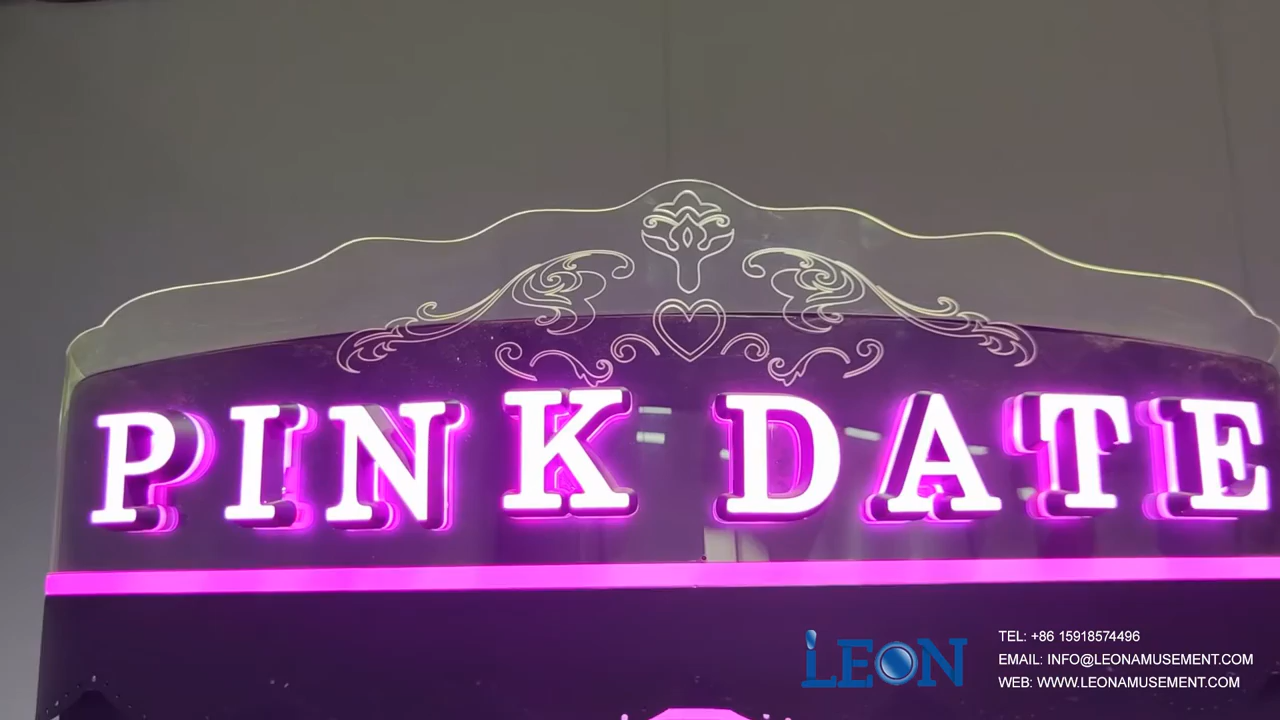 PINK DATE
LEON
TEL: +86 15918574496
EMAIL: INFO@LEONAMUSEMENT.COM
WEB: WWW.LEONAMUSEMENT.COM